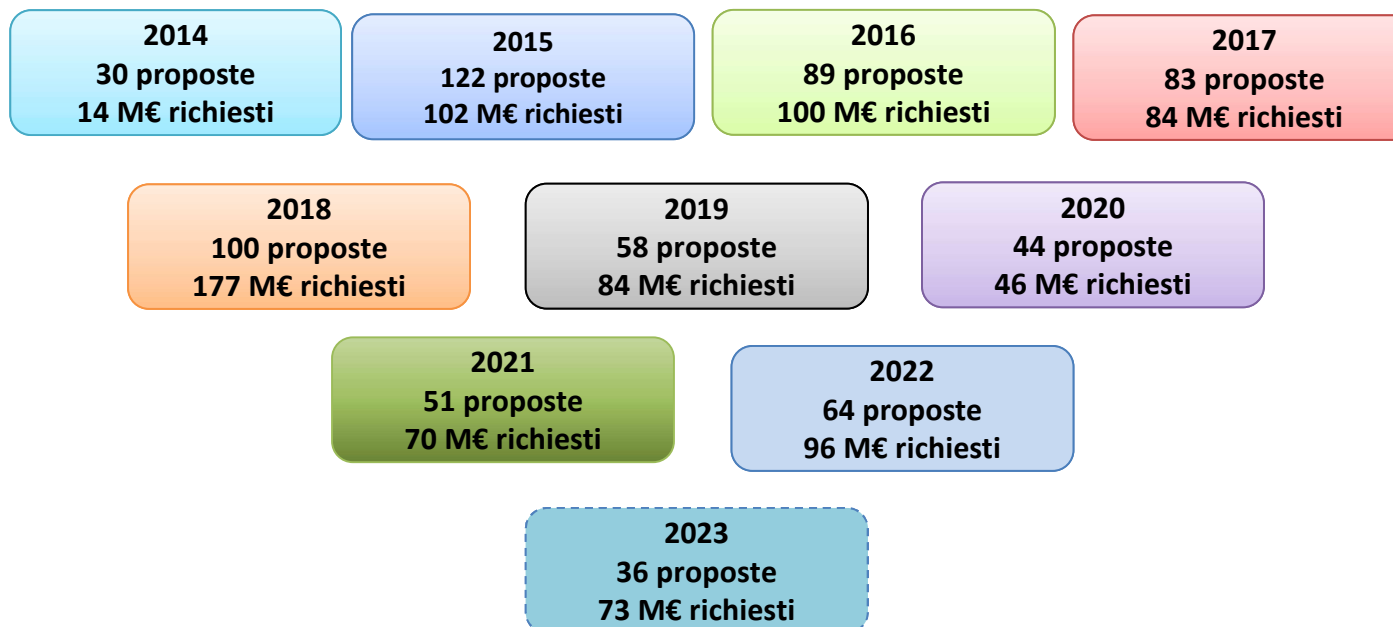 2014
30 proposte
14 M€ richiesti
2015
122 proposte
102 M€ richiesti
2016
89 proposte
100 M€ richiesti
2017
83 proposte
84 M€ richiesti
2018
100 proposte
177 M€ richiesti
2019
58 proposte
84 M€ richiesti
2020
44 proposte
46 M€ richiesti
2021
51 proposte
70 M€ richiesti
2022
64 proposte
96 M€ richiesti
2023
36 proposte
73 M€ richiesti